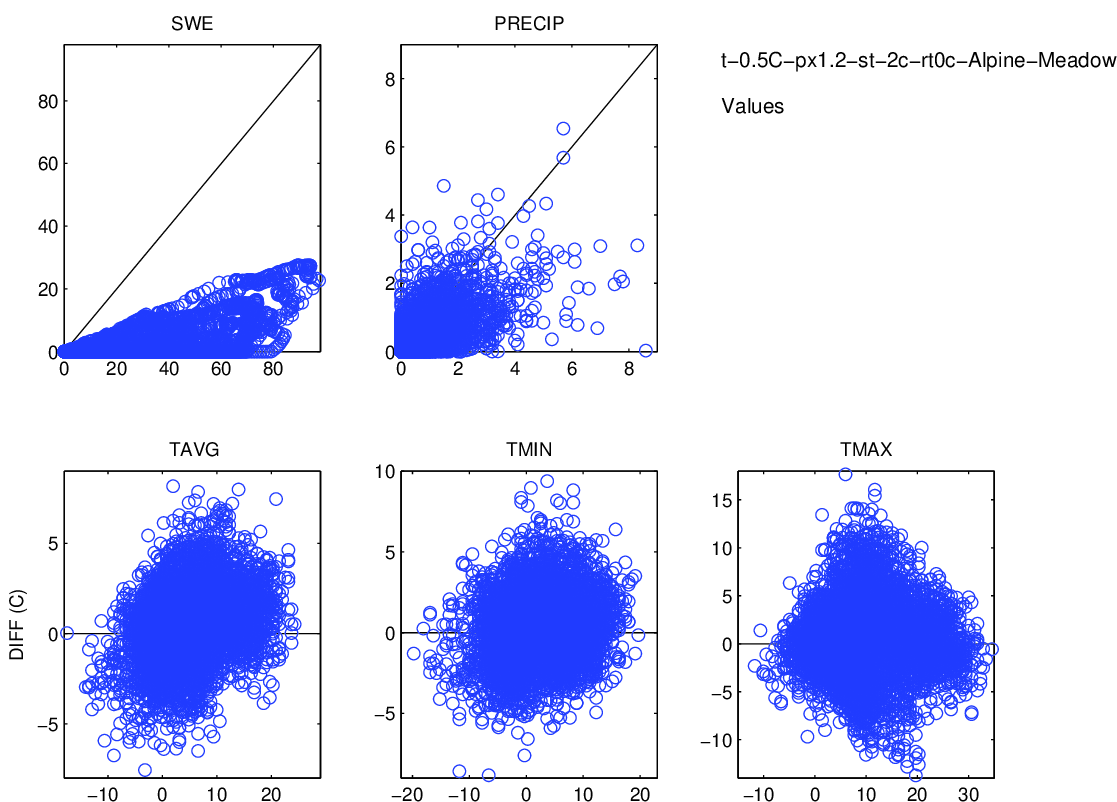 SWE
PRECIP
t−0.5C−px1.2−st−2c−rt0c−Alpine−Meadow
Values
80
60
40
20
0
0 20 40 60 80
8
6
4
2
0
0 2 4 6 8
TAVG
TMIN
TMAX
DIFF (C)
5
0
−5
−10 0 10 20
10
5
0
−5
−20 −10 0 10 20
15
10
5
0
−5
−10
−10 0 10 20 30